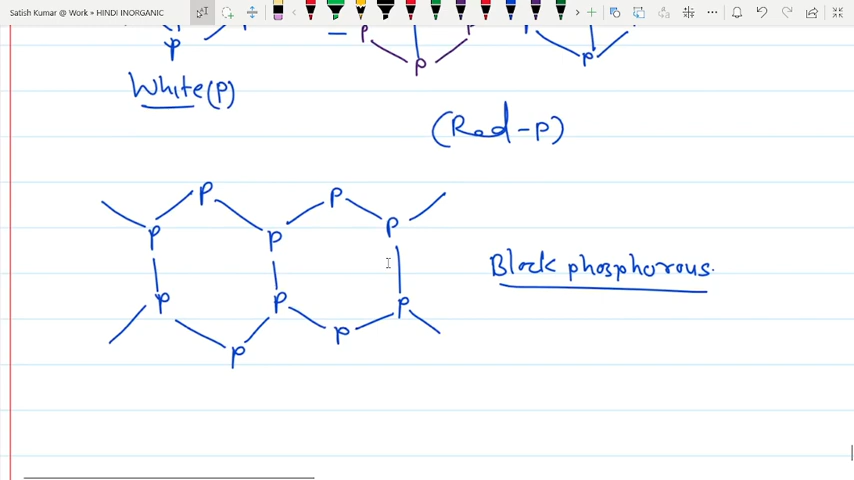 Satish Kumar @ Work » HINDI INORGANIC
P P P
P P P
White(P)
(Red-P)
P P
P P P
Black phosphorous.
P P P
P P